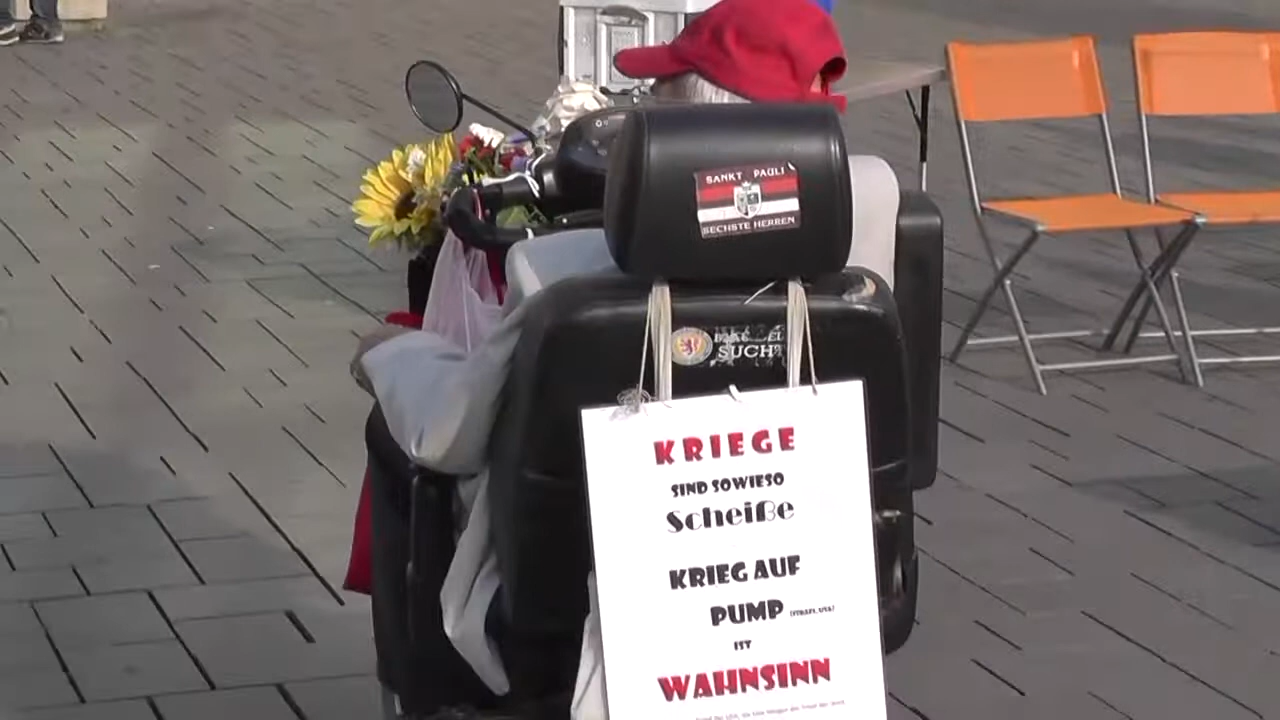 SANKT PAULI
SECHSTE HERREN
SUCHT
KRIEGE
SIND SOWIESO
Scheiße
KRIEG AUF
PUMP
IST
WAHNSINN